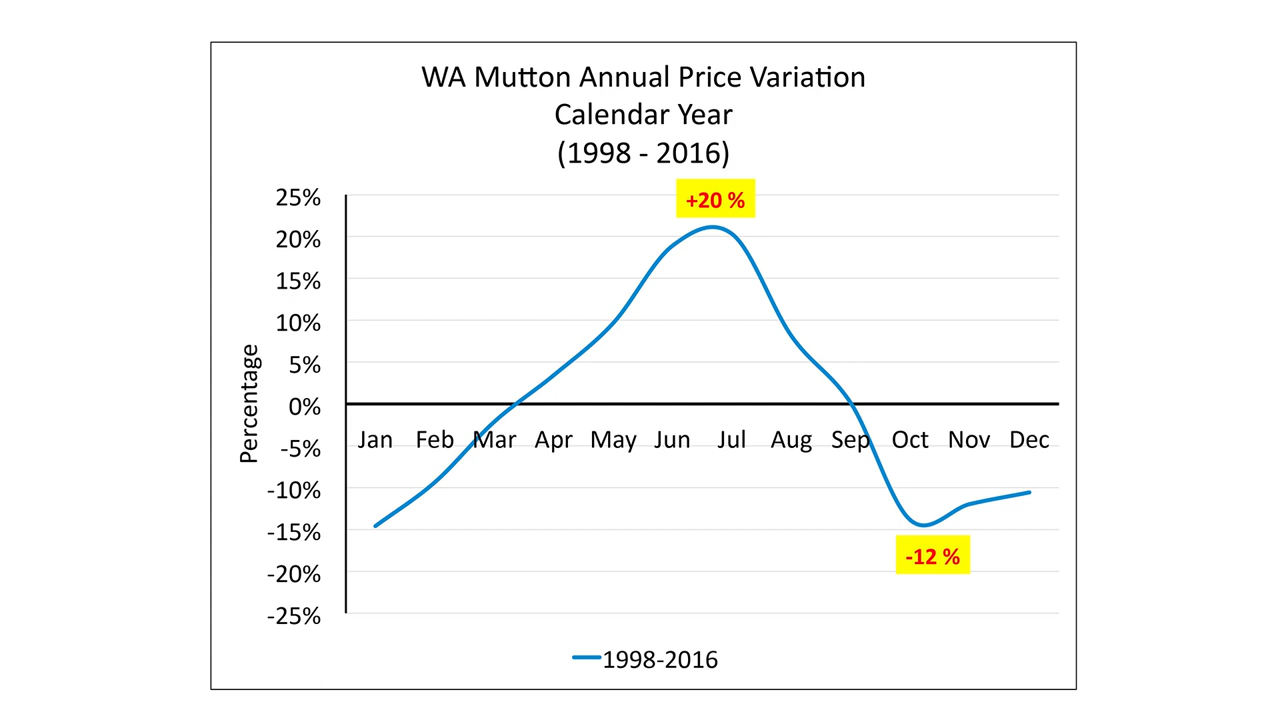 WA Mutton Annual Price Variation
Calendar Year
(1998 - 2016)
+20 %
25%
20%
15%
10%
5%
0%
-5%
-10%
-15%
-20%
-25%
Percentage
Jan Feb Mar Apr May Jun Jul Aug Sep Oct Nov Dec
-12 %
1998-2016